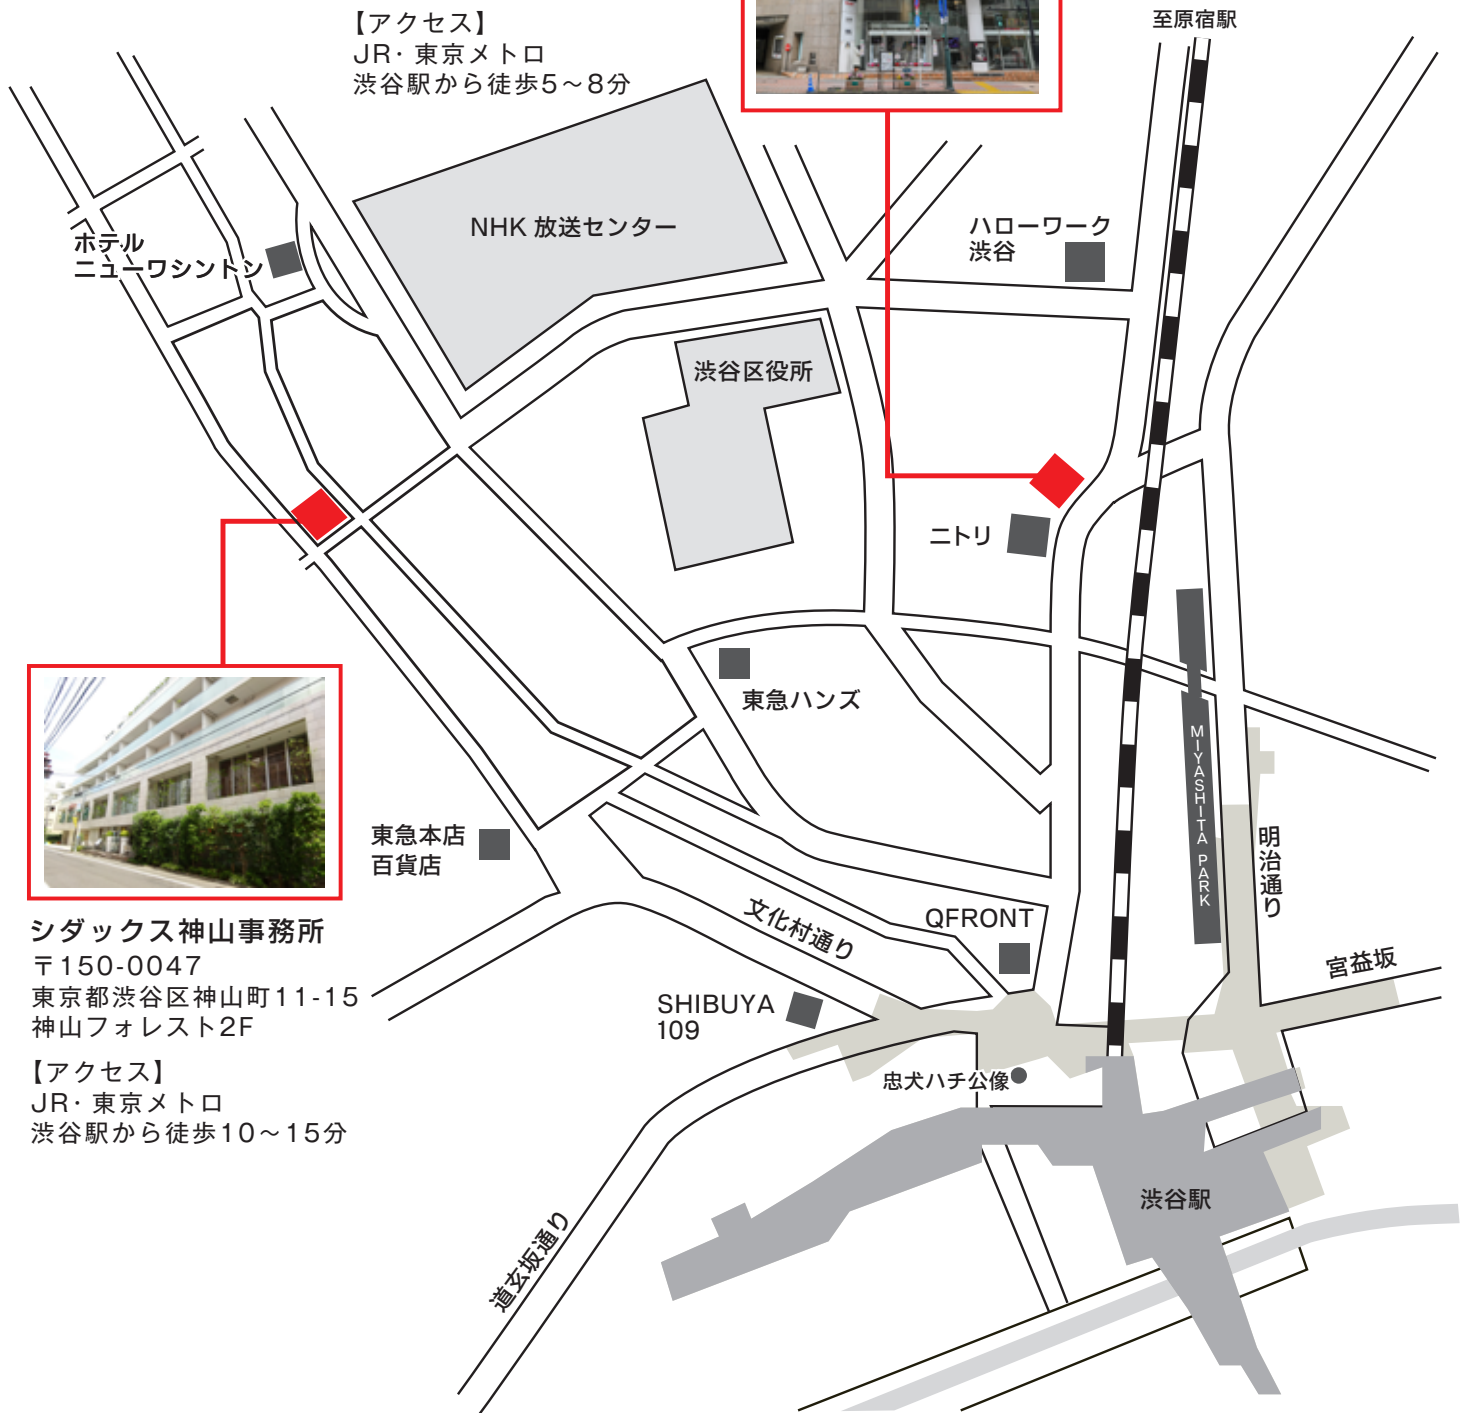 【アクセス】
JR・東京メトロ
渋谷駅から徒歩5〜8分
至原宿駅
NHK 放送センター
ハローワーク
渋谷
ホテル
ニューワシントン
渋谷区役所
ニトリ
東急ハンズ
MIYASHITA PARK
明治通り
東急本店
百貨店
文化村通り
QFRONT
宮益坂
SHIBUYA
109
忠犬ハチ公像
渋谷駅
道玄坂通り
シダックス神山事務所
〒150-0047
東京都渋谷区神山町11-15
神山フォレスト2F
【アクセス】
JR・東京メトロ
渋谷駅から徒歩10〜15分